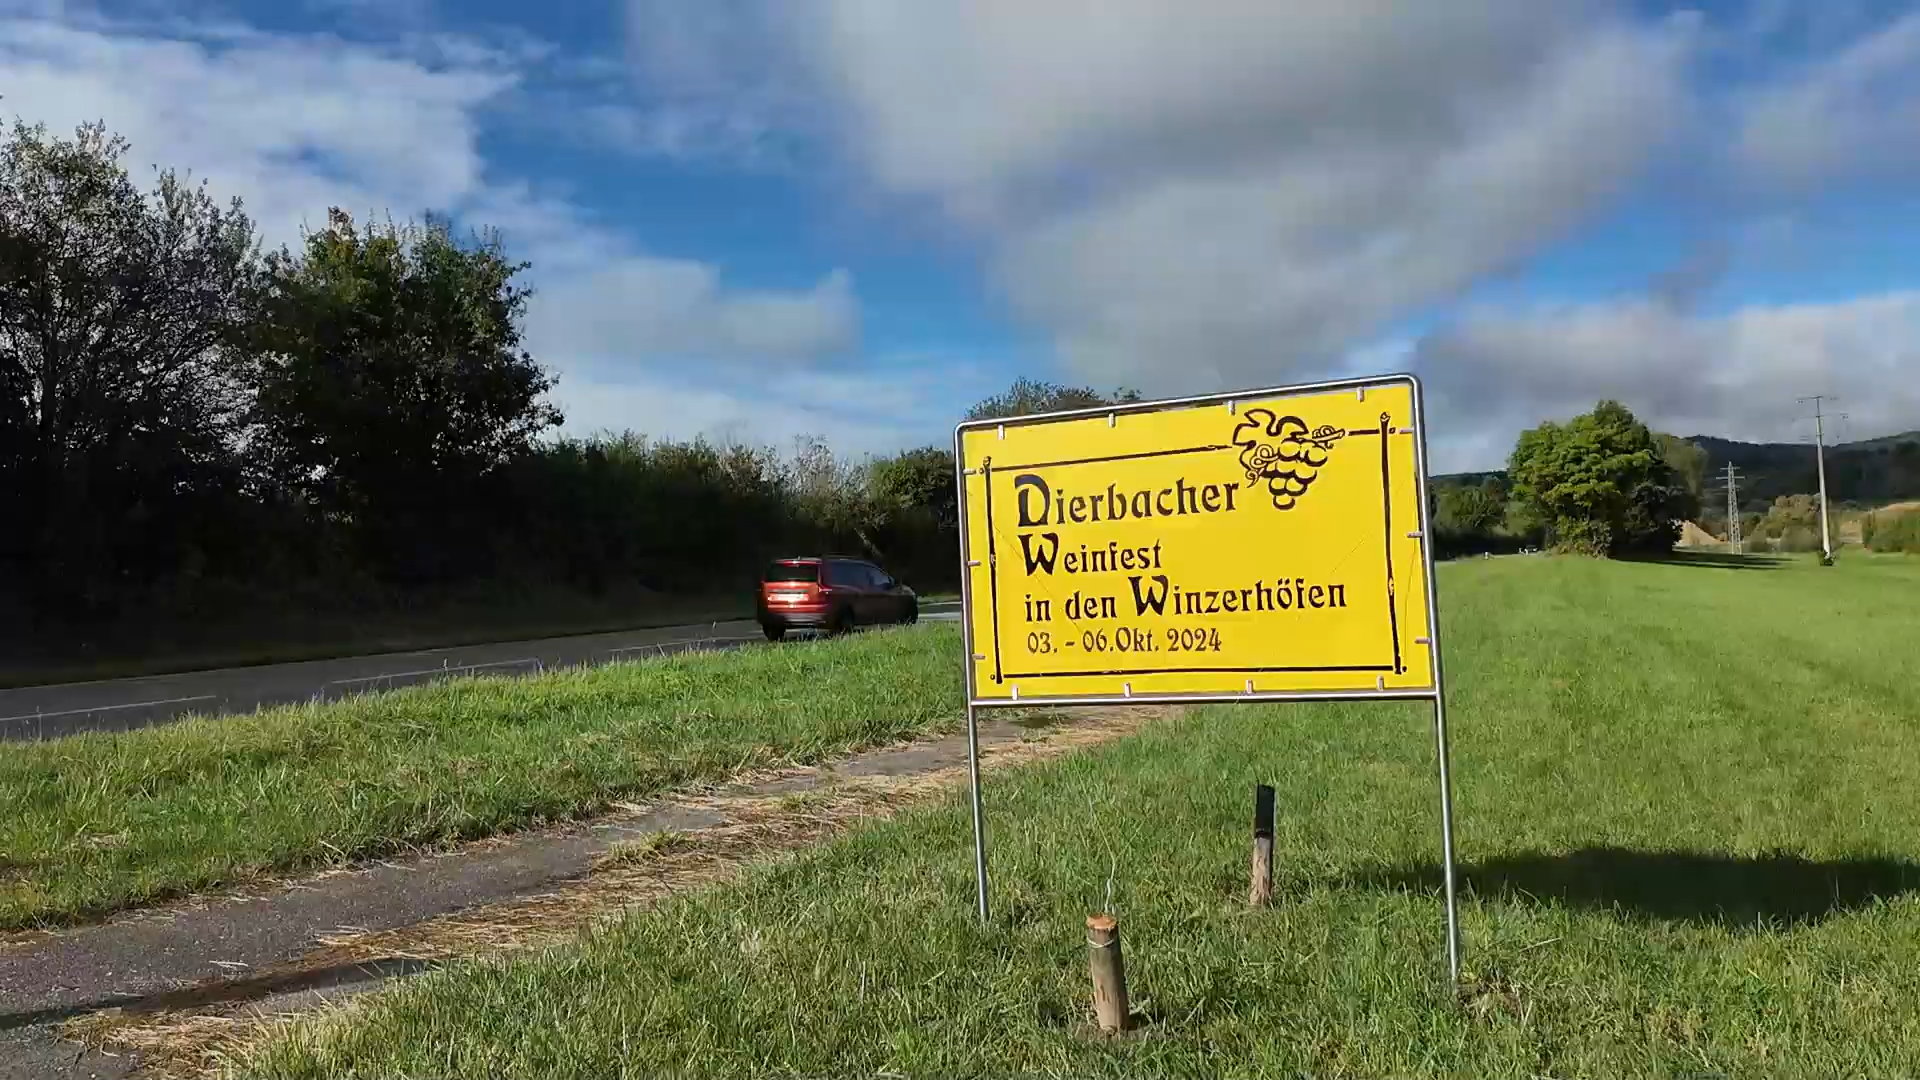 Dierbacher
Weinfest
in den Winzerhöfen
03. - 06.Okt. 2024